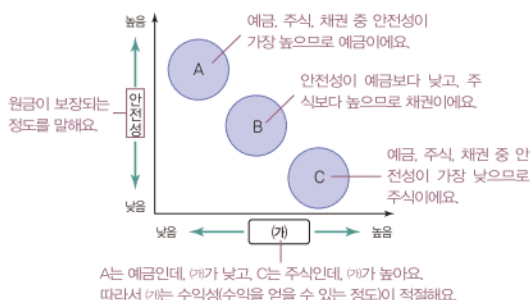 높음
예금, 주식, 채권 중 안전성이
가장 높으므로 예금이에요.
A
원금이 보장되는
정도를 말해요.
안전성
안전성이 예금보다 낮고, 주
식보다 높으므로 채권이에요.
B
예금, 주식, 채권 중 안
전성이 가장 낮으므로
주식이에요.
C
낮음
낮음 ㈎ 높음
A는 예금인데, ㈎가 낮고, C는 주식인데, ㈎가 높아요.
따라서 ㈎는 수익성(수익을 얻을 수 있는 정도)이 적절해요.